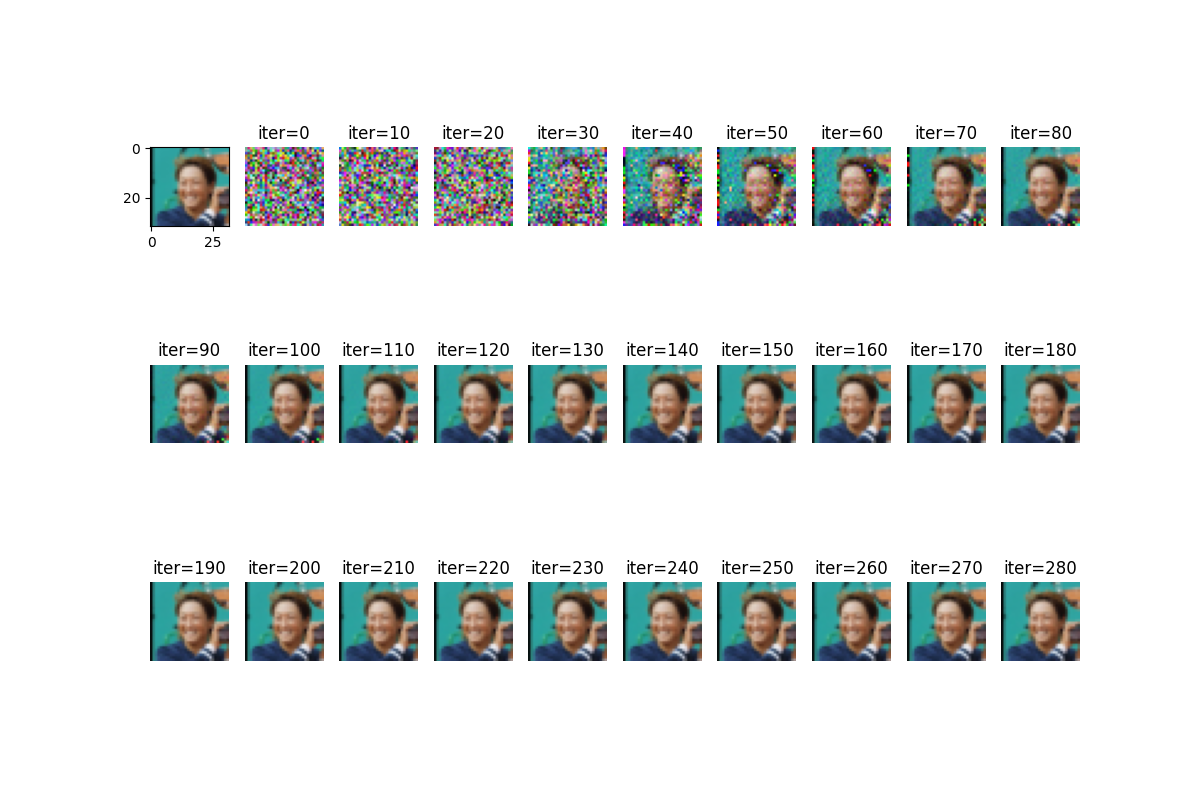 iter=0 iter=10 iter=20 iter=30 iter=40 iter=50 iter=60 iter=70 iter=80
0
20
0 25
iter=90 iter=100 iter=110 iter=120 iter=130 iter=140 iter=150 iter=160 iter=170 iter=180
iter=190 iter=200 iter=210 iter=220 iter=230 iter=240 iter=250 iter=260 iter=270 iter=280